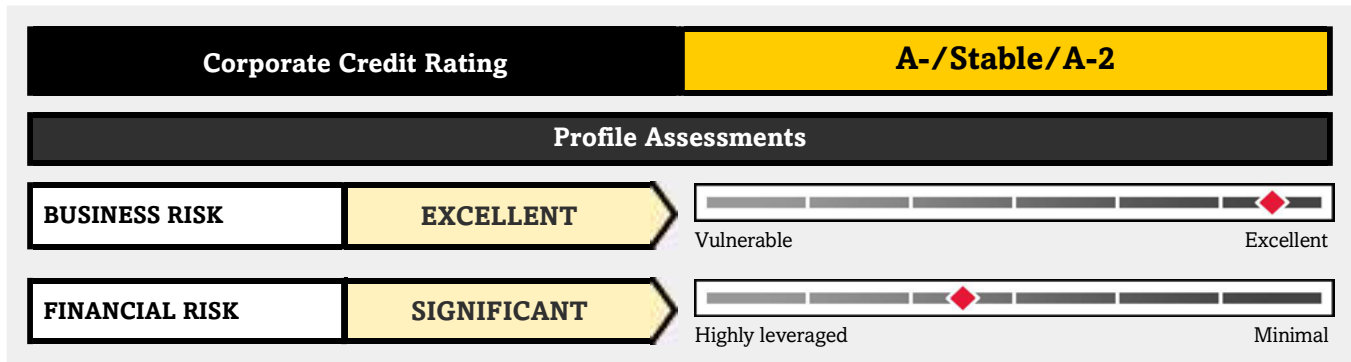 Corporate Credit Rating
A-/Stable/A-2
Profile Assessments
BUSINESS RISK
EXCELLENT
Vulnerable
Excellent
FINANCIAL RISK
SIGNIFICANT
Highly leveraged
Minimal